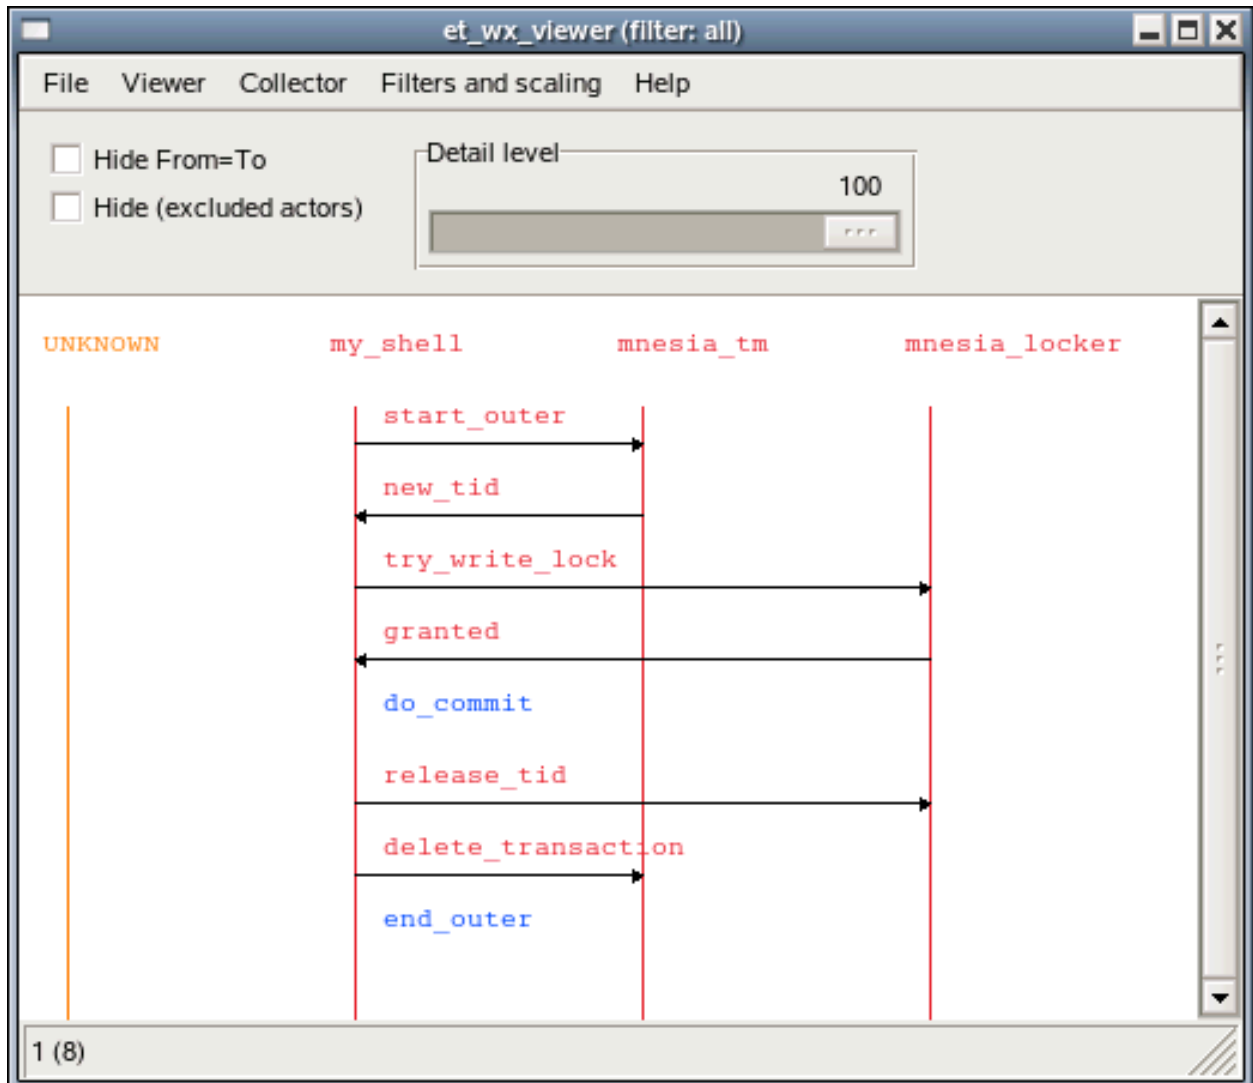 et_wx_viewer (filter: all)
File Viewer Collector Filters and scaling Help
Hide From=To
Hide (excluded actors)
Detail level
100
UNKNOWN my_shell mnesia_tm mnesia_locker
start_outer
new_tid
try_write_lock
granted
do_commit
release_tid
delete_transaction
end_outer
1 (8)